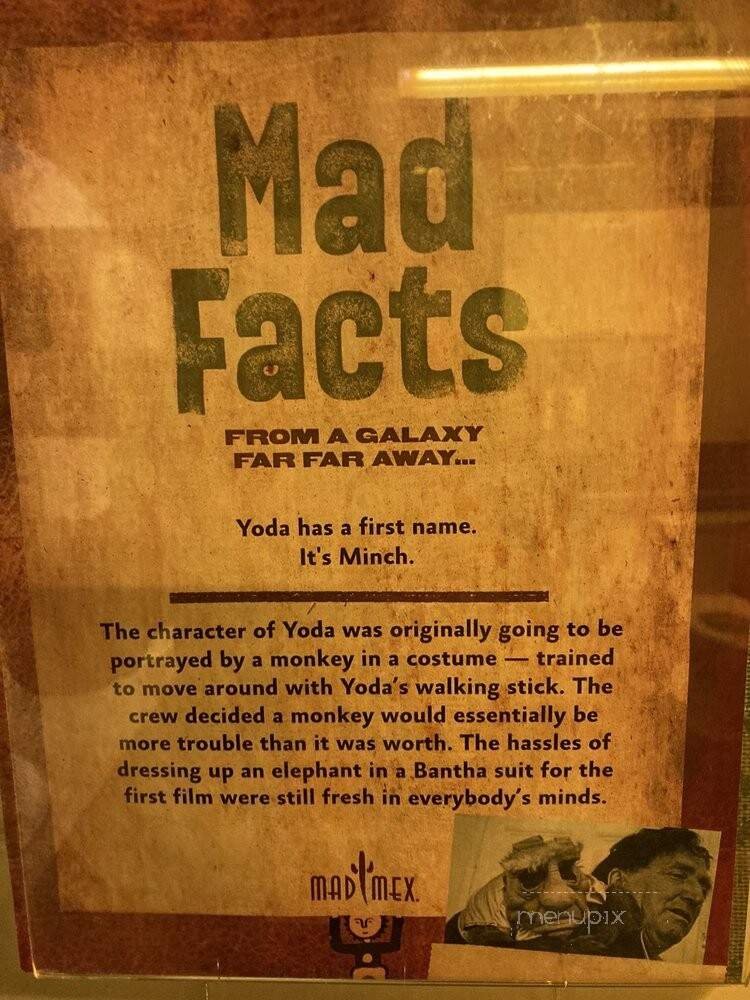 Mad
Facts
FROM A GALAXY
FAR FAR AWAY...
Yoda has a first name.
It's Minch.
The character of Yoda was originally going to be
portrayed by a monkey in a costume — trained
to move around with Yoda's walking stick. The
crew decided a monkey would essentially be
more trouble than it was worth. The hassles of
dressing up an elephant in a Bantha suit for the
first film were still fresh in everybody's minds.
MAD MEX.
menupix